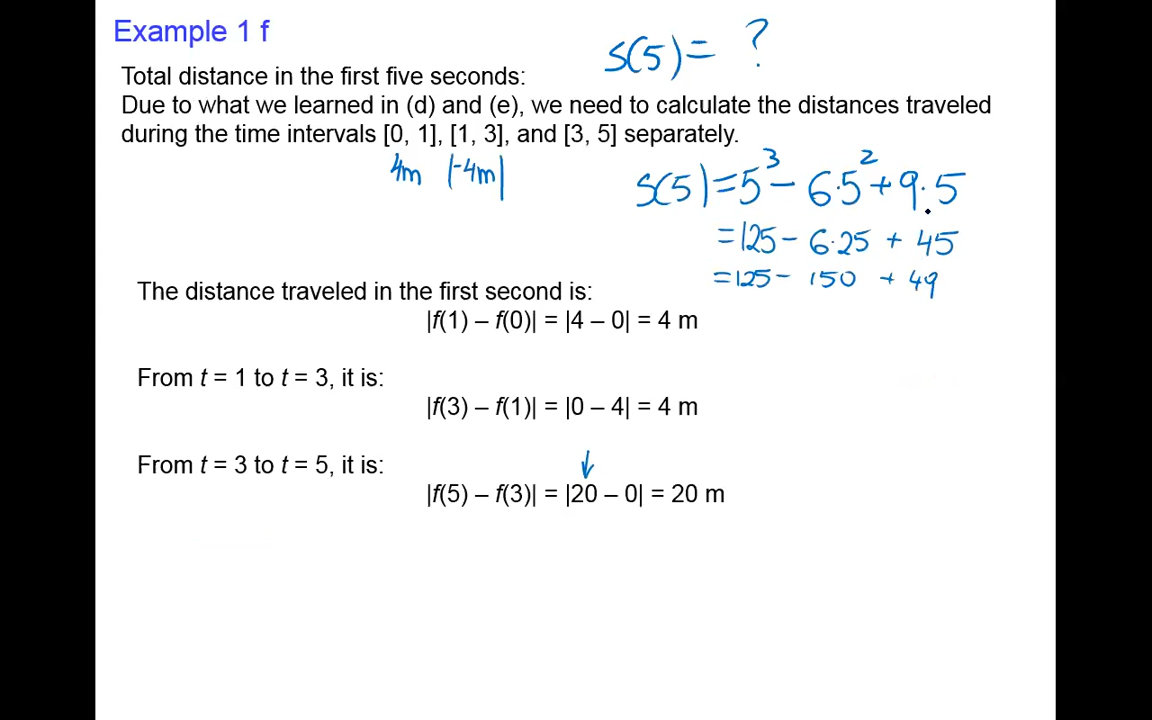 Example 1 f
s(5) = ?
Total distance in the first five seconds:
Due to what we learned in (d) and (e), we need to calculate the distances traveled
during the time intervals [0, 1], [1, 3], and [3, 5] separately.
4m |-4m|
s(5) = 5³ - 6·5² + 9·5
= 125 - 6·25 + 45
= 125 - 150 + 49
The distance traveled in the first second is:
|f(1) – f(0)| = |4 – 0| = 4 m
From t = 1 to t = 3, it is:
|f(3) – f(1)| = |0 – 4| = 4 m
From t = 3 to t = 5, it is:
↓
|f(5) – f(3)| = |20 – 0| = 20 m